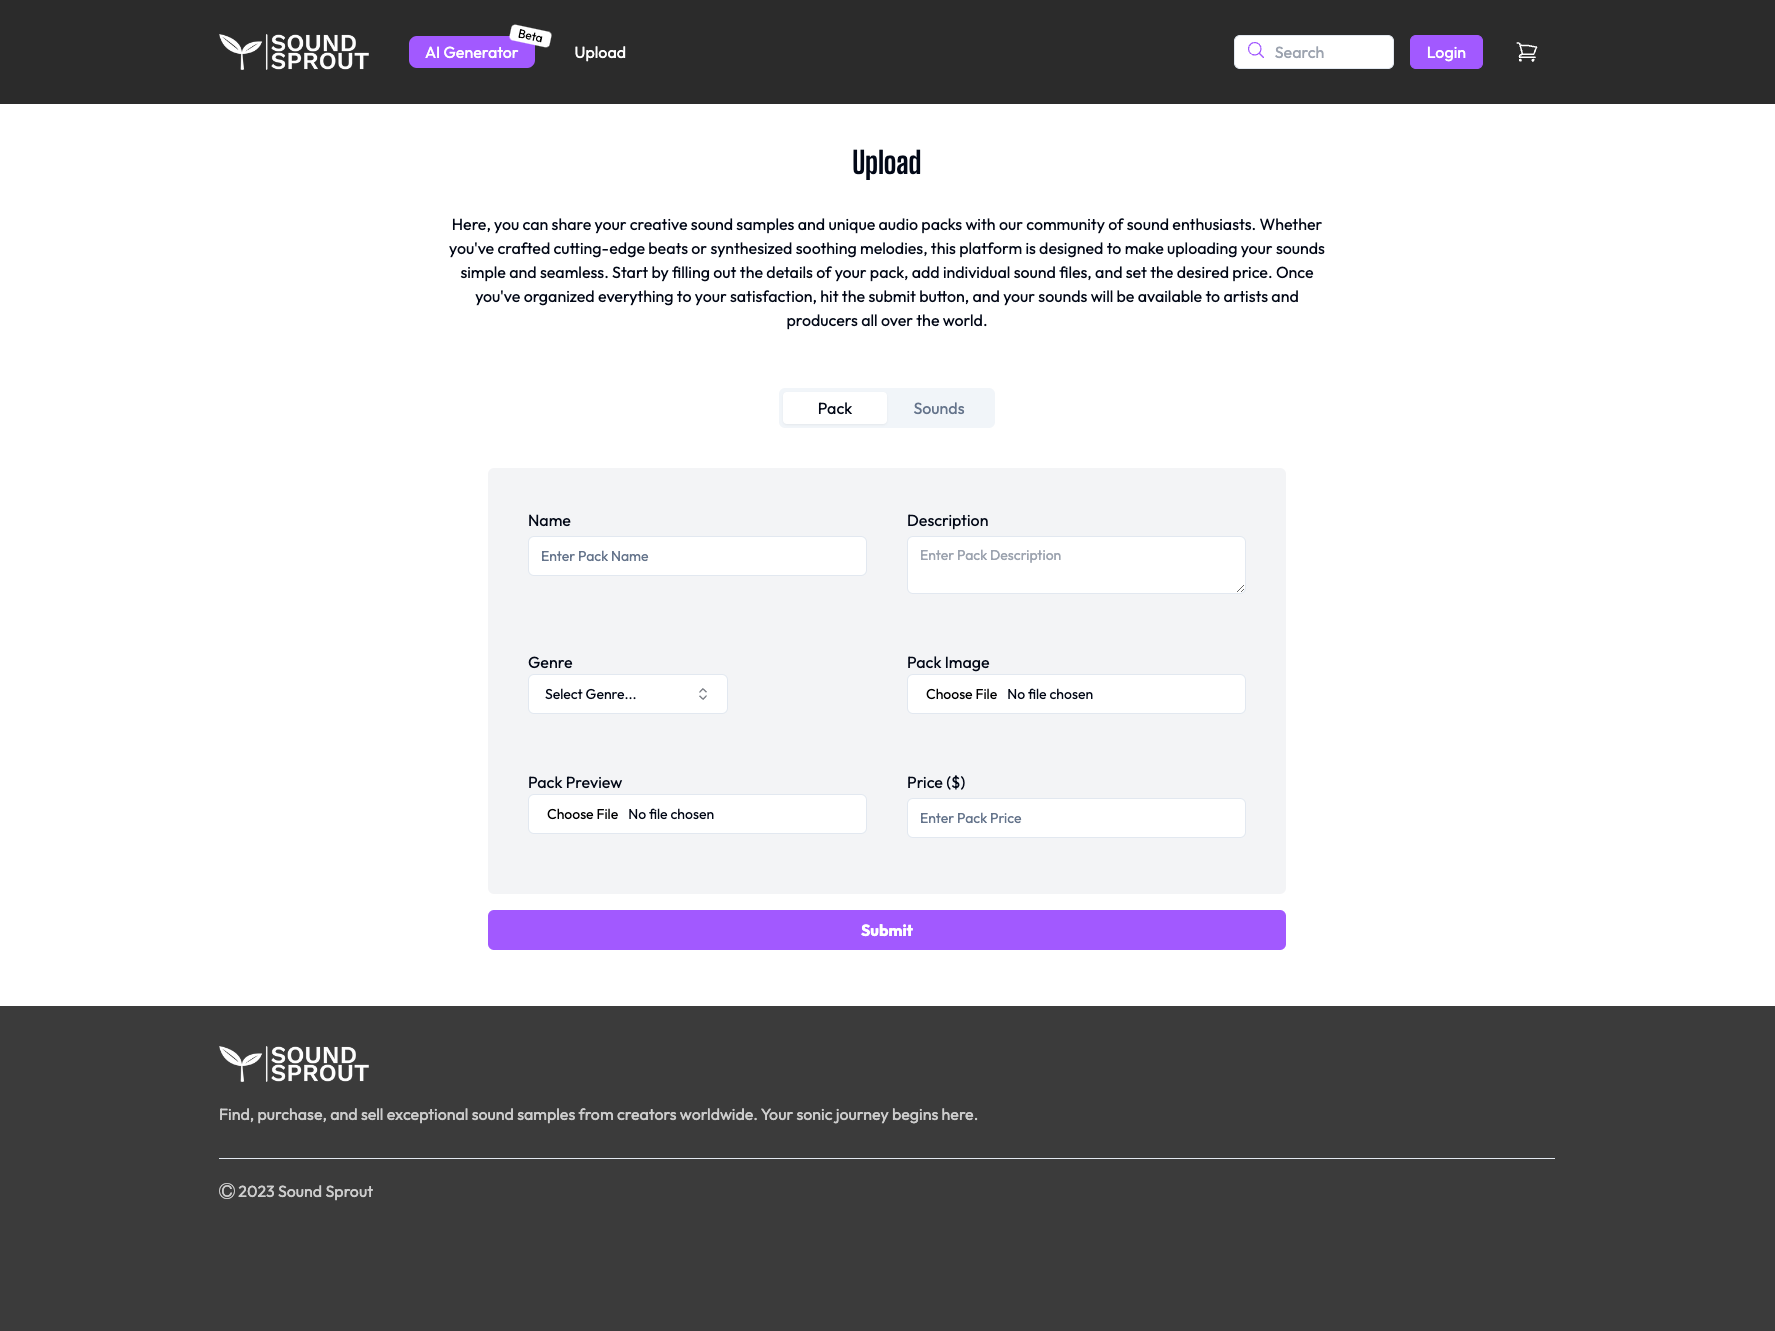 SOUND
SPROUT
AI Generator
Beta
Upload
Search
Login
Upload
Here, you can share your creative sound samples and unique audio packs with our community of sound enthusiasts. Whether
you've crafted cutting-edge beats or synthesized soothing melodies, this platform is designed to make uploading your sounds
simple and seamless. Start by filling out the details of your pack, add individual sound files, and set the desired price. Once
you've organized everything to your satisfaction, hit the submit button, and your sounds will be available to artists and
producers all over the world.
Pack
Sounds
Name
Enter Pack Name
Description
Enter Pack Description
Genre
Select Genre...
Pack Image
Choose File No file chosen
Pack Preview
Choose File No file chosen
Price ($)
Enter Pack Price
Submit
SOUND
SPROUT
Find, purchase, and sell exceptional sound samples from creators worldwide. Your sonic journey begins here.
© 2023 Sound Sprout